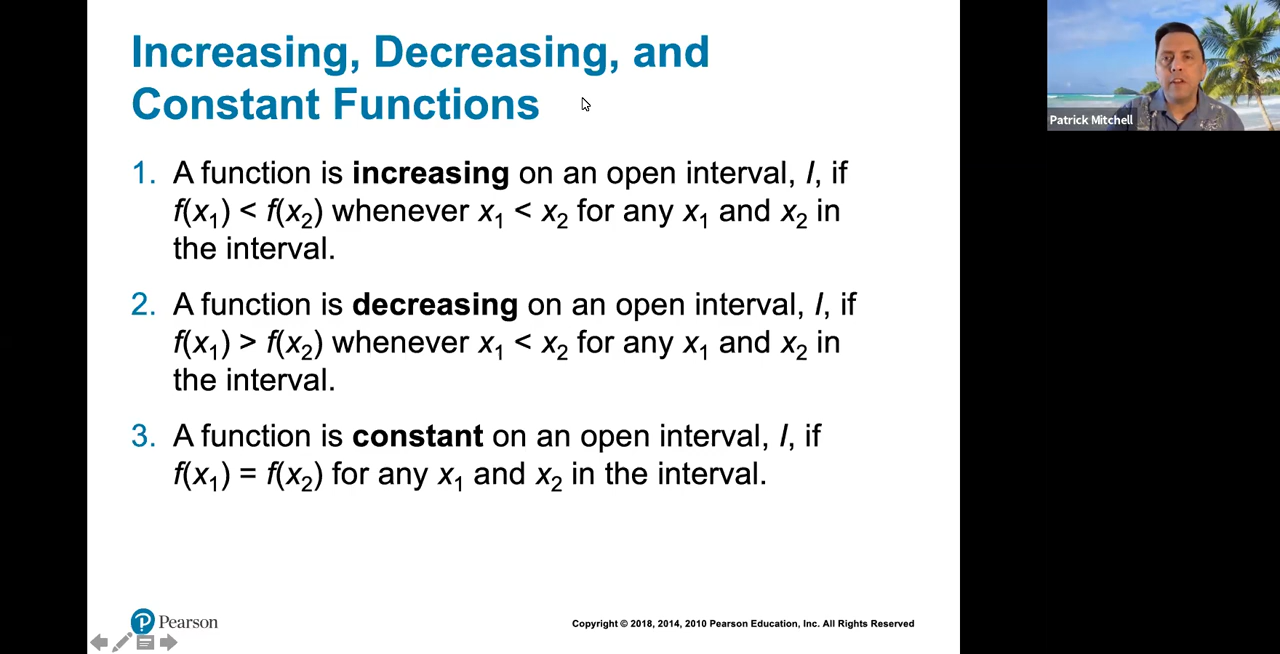 Increasing, Decreasing, and
Constant Functions
Patrick Mitchell
1. A function is increasing on an open interval, I, if
f(x₁) < f(x₂) whenever x₁ < x₂ for any x₁ and x₂ in
the interval.
2. A function is decreasing on an open interval, I, if
f(x₁) > f(x₂) whenever x₁ < x₂ for any x₁ and x₂ in
the interval.
3. A function is constant on an open interval, I, if
f(x₁) = f(x₂) for any x₁ and x₂ in the interval.
Pearson
Copyright © 2018, 2014, 2010 Pearson Education, Inc. All Rights Reserved